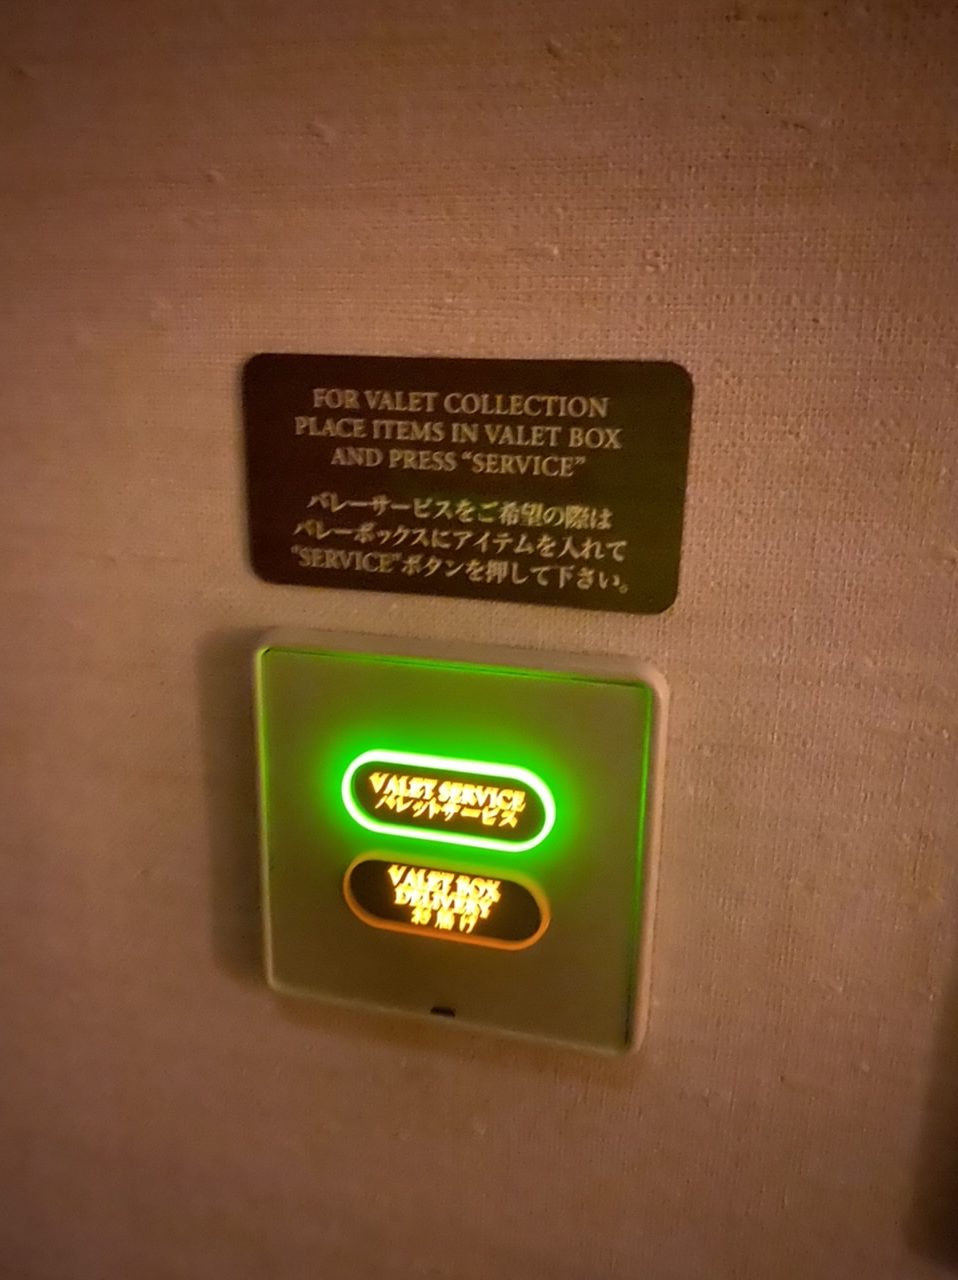 FOR VALET COLLECTION
PLACE ITEMS IN VALET BOX
AND PRESS “SERVICE”
バレーサービスをご希望の際は
バレーボックスにアイテムを入れて
“SERVICE”ボタンを押して下さい。
VALET SERVICE
バレットサービス
VALET BOX
DELIVERY
お届け